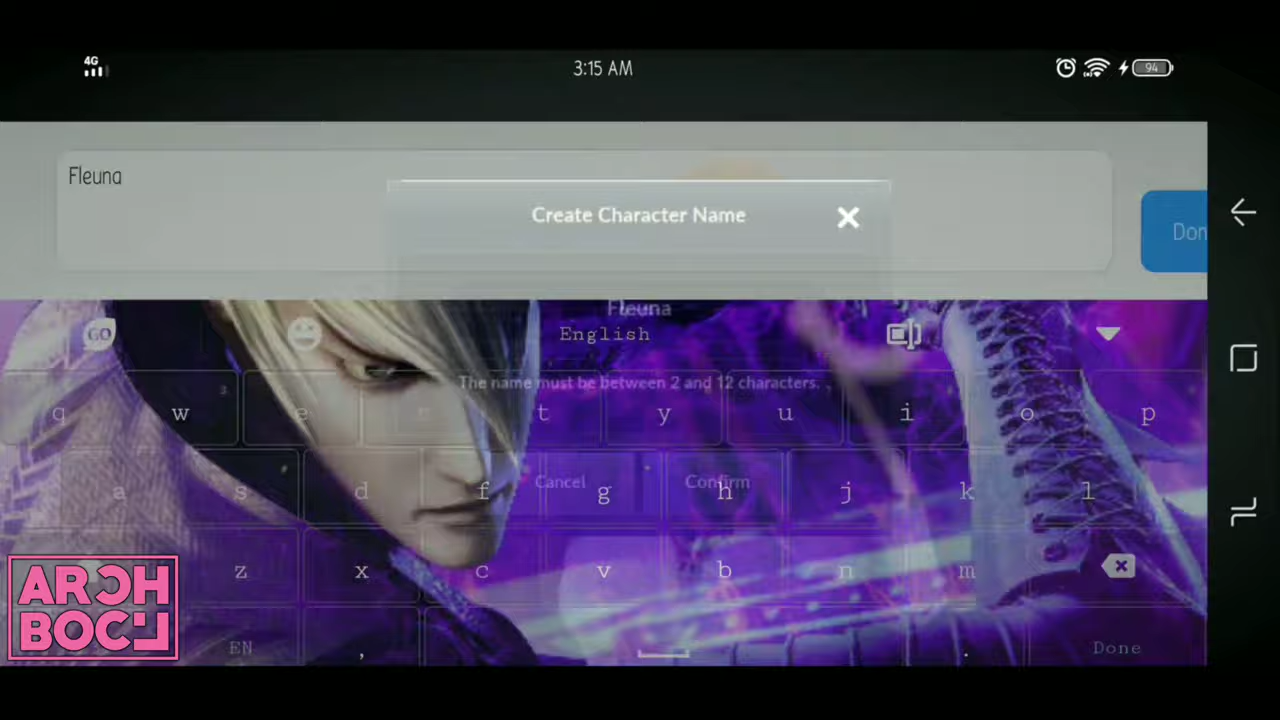 4G
3:15 AM
94
Fleuna
Create Character Name
Don
Fleuna
GO
English
The name must be between 2 and 12 characters.
q w e t y u i o p
a s d f g h j k l
Cancel Confirm
z x c v b n m
EN , . Done
ARCH
BOCU